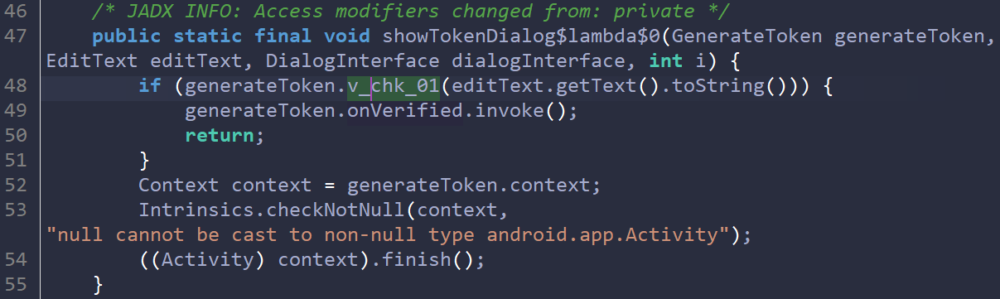 46 /* JADX INFO: Access modifiers changed from: private */
47 public static final void showTokenDialog$lambda$0(GenerateToken generateToken,
EditText editText, DialogInterface dialogInterface, int i) {
48 if (generateToken.v_chk_01(editText.getText().toString())) {
49 generateToken.onVerified.invoke();
50 return;
51 }
52 Context context = generateToken.context;
53 Intrinsics.checkNotNull(context,
"null cannot be cast to non-null type android.app.Activity");
54 ((Activity) context).finish();
55 }